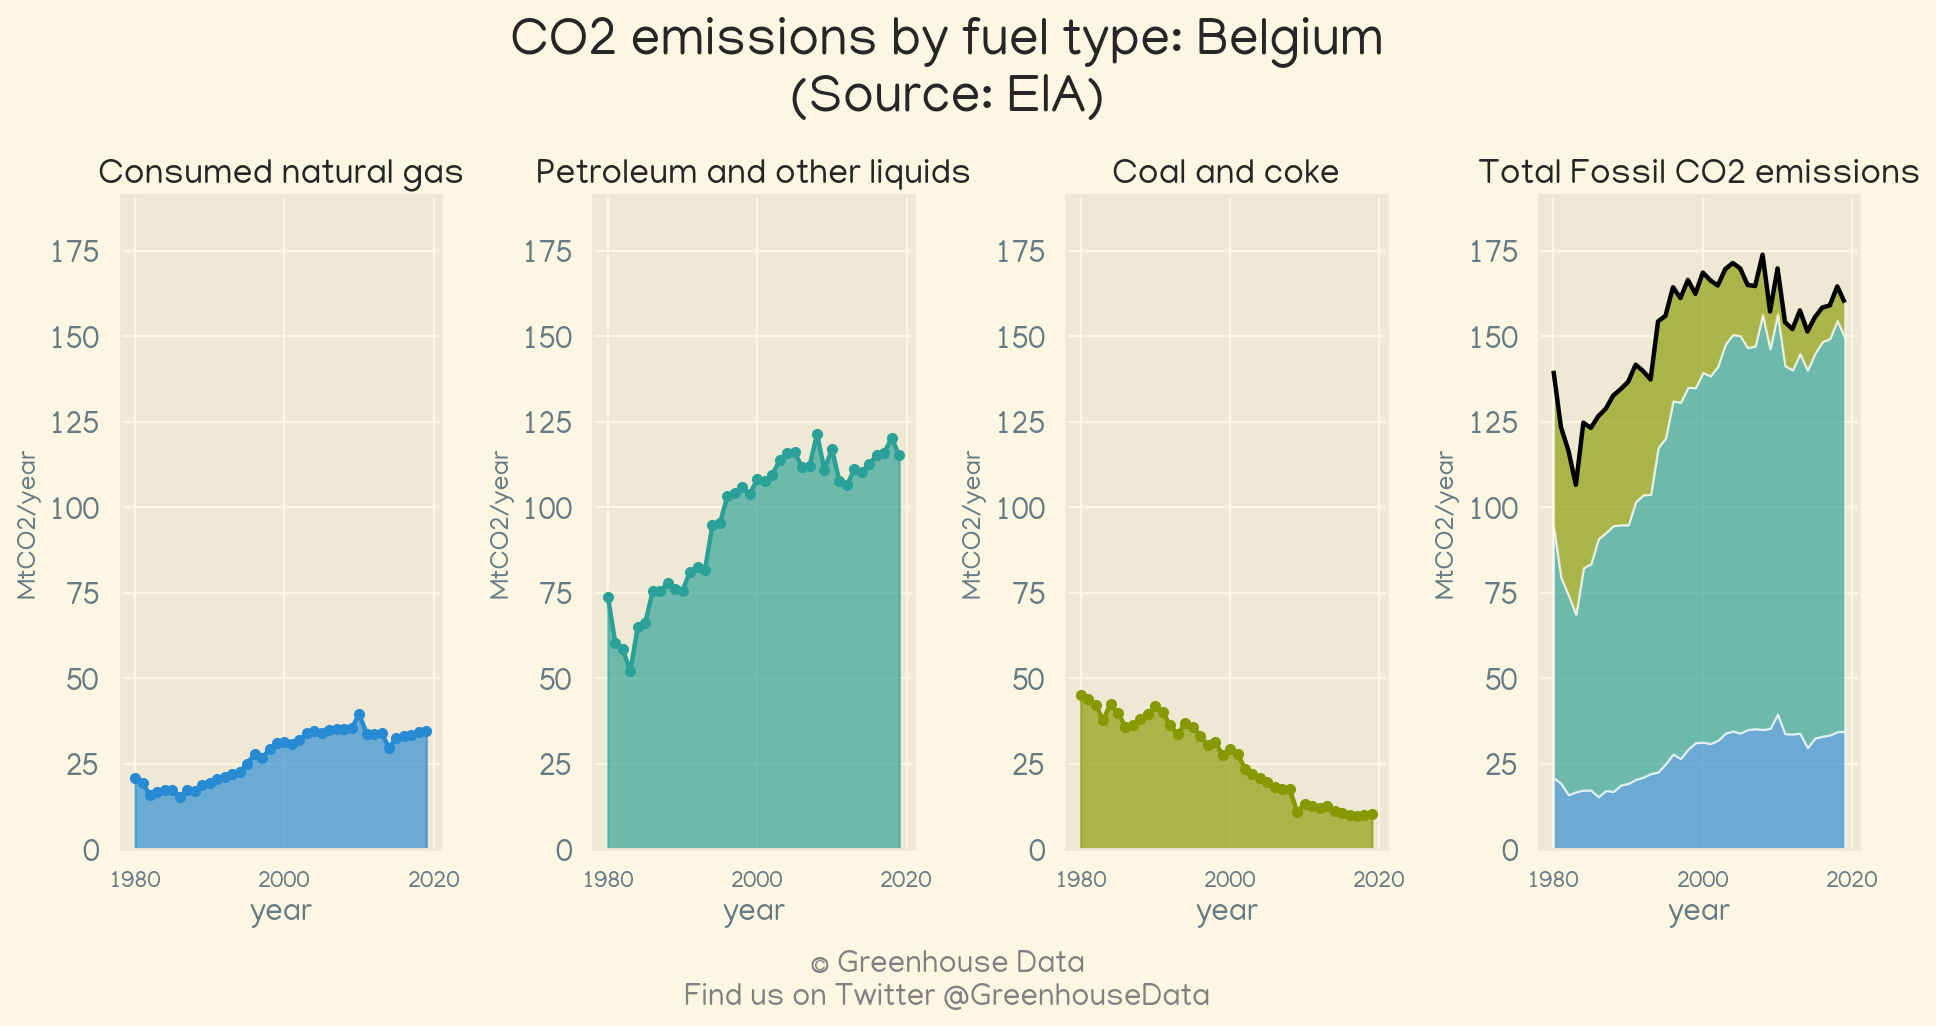 CO2 emissions by fuel type: Belgium
(Source: EIA)
Consumed natural gas
Petroleum and other liquids
Coal and coke
Total Fossil CO2 emissions
MtCO2/year
175
150
125
100
75
50
25
0
1980
2000
2020
year
MtCO2/year
175
150
125
100
75
50
25
0
1980
2000
2020
year
MtCO2/year
175
150
125
100
75
50
25
0
1980
2000
2020
year
MtCO2/year
175
150
125
100
75
50
25
0
1980
2000
2020
year
© Greenhouse Data
Find us on Twitter @GreenhouseData